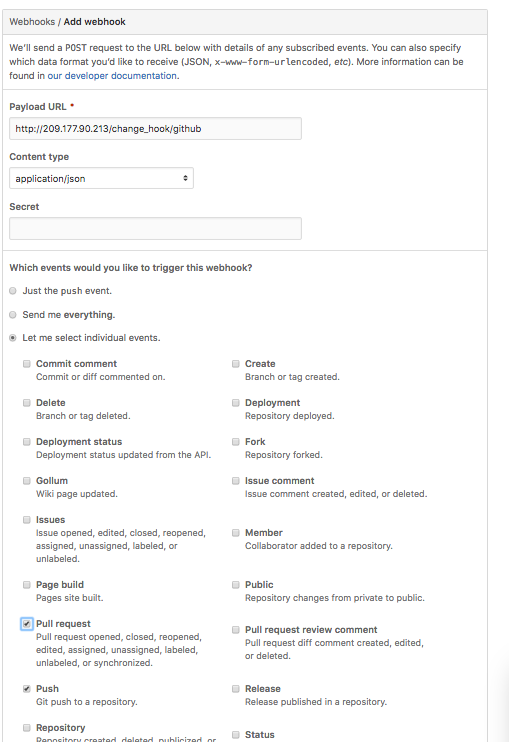 Webhooks / Add webhook
We'll send a POST request to the URL below with details of any subscribed events. You can also specify
which data format you'd like to receive (JSON, x-www-form-urlencoded, etc). More information can be
found in our developer documentation.
Payload URL *
http://209.177.90.213/change_hook/github
Content type
application/json
Secret
Which events would you like to trigger this webhook?
Just the push event.
Send me everything.
Let me select individual events.
Commit comment
Commit or diff commented on.
Create
Branch or tag created.
Delete
Branch or tag deleted.
Deployment
Repository deployed.
Deployment status
Deployment status updated from the API.
Fork
Repository forked.
Gollum
Wiki page updated.
Issue comment
Issue comment created, edited, or deleted.
Issues
Issue opened, edited, closed, reopened,
assigned, unassigned, labeled, or
unlabeled.
Member
Collaborator added to a repository.
Page build
Pages site built.
Public
Repository changes from private to public.
Pull request
Pull request opened, closed, reopened,
edited, assigned, unassigned, labeled,
unlabeled, or synchronized.
Pull request review comment
Pull request diff comment created, edited,
or deleted.
Push
Git push to a repository.
Release
Release published in a repository.
Repository
Repository created, deleted, publicized, or
Status